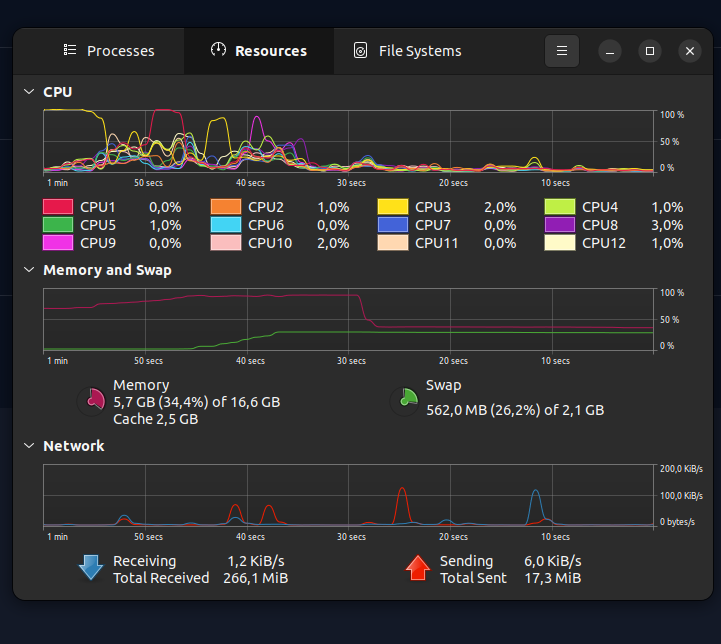 Processes Resources File Systems
CPU
100 %
50 %
0 %
1 min 50 secs 40 secs 30 secs 20 secs 10 secs
CPU1 0,0% CPU2 1,0% CPU3 2,0% CPU4 1,0%
CPU5 1,0% CPU6 0,0% CPU7 0,0% CPU8 3,0%
CPU9 0,0% CPU10 2,0% CPU11 0,0% CPU12 1,0%
Memory and Swap
100 %
50 %
0 %
1 min 50 secs 40 secs 30 secs 20 secs 10 secs
Memory Swap
5,7 GB (34,4%) of 16,6 GB 562,0 MB (26,2%) of 2,1 GB
Cache 2,5 GB
Network
200,0 KiB/s
100,0 KiB/s
0 bytes/s
1 min 50 secs 40 secs 30 secs 20 secs 10 secs
Receiving 1,2 KiB/s Sending 6,0 KiB/s
Total Received 266,1 MiB Total Sent 17,3 MiB